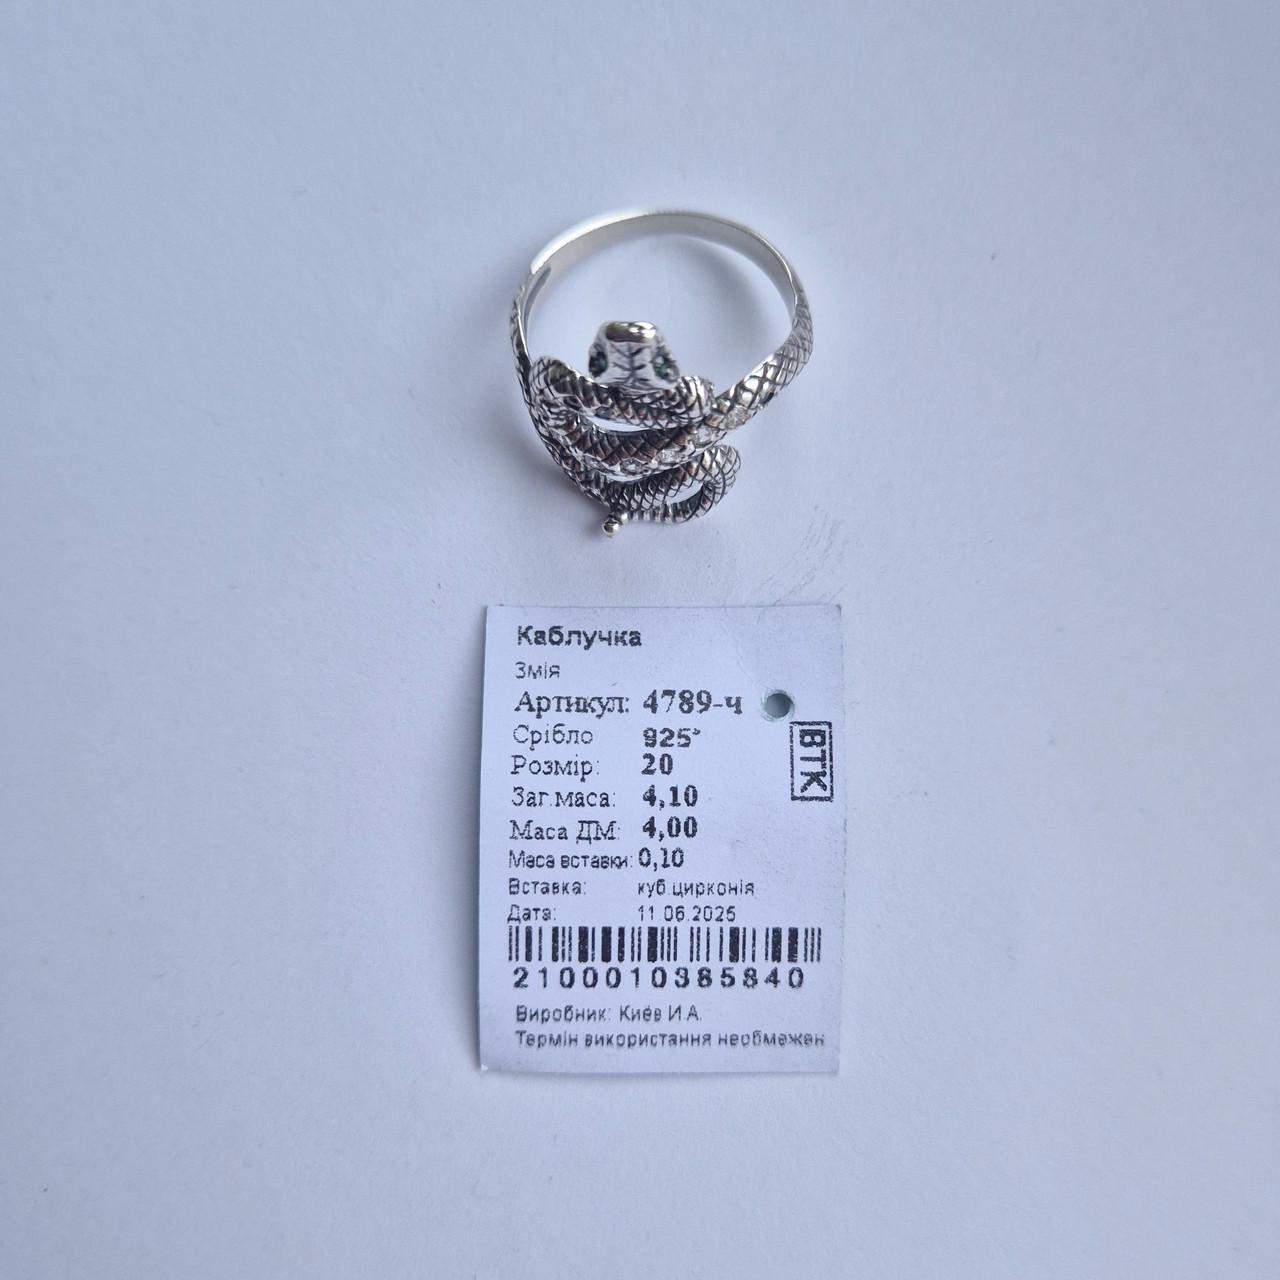 Каблучка
Змія
Артикул: 4789-ч
Срібло 925°
Розмір: 20
Заг.маса: 4,10
Маса ДМ: 4,00
Маса вставки: 0,10
Вставка: куб.цирконія
Дата: 11.06.2025
2100010385840
Виробник: Киёв И.А.
Термін використання необмежен
ВТК